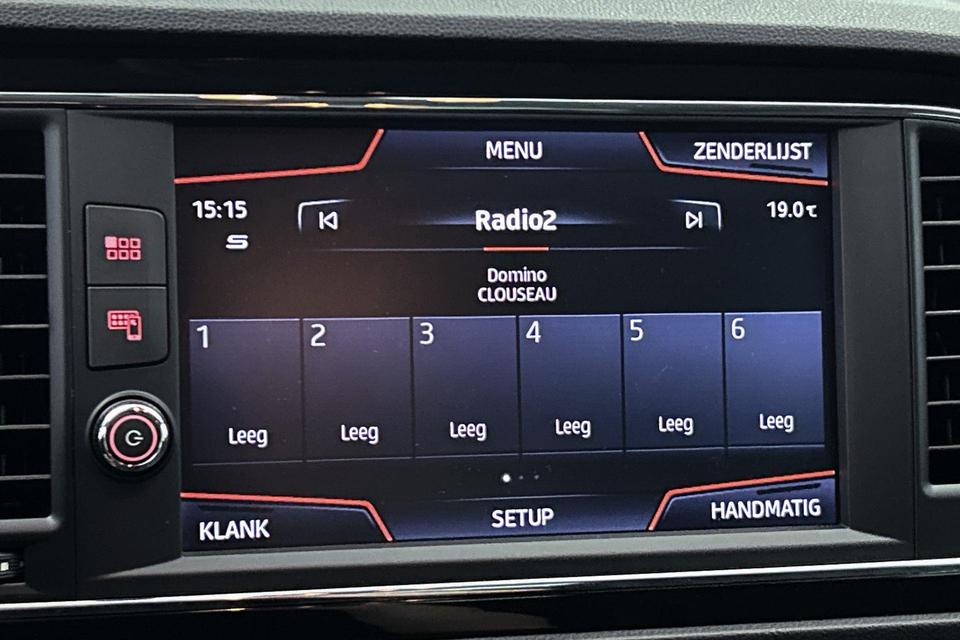 MENU
ZENDERLIJST
15:15
Radio2
19.0℃
Domino
CLOUSEAU
1
2
3
4
5
6
Leeg
Leeg
Leeg
Leeg
Leeg
Leeg
KLANK
SETUP
HANDMATIG